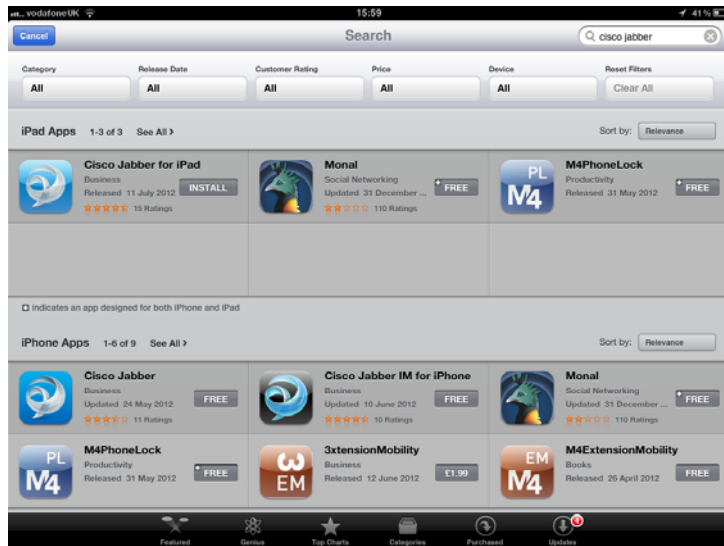 vodafone UK 15:59 41%
Cancel Search cisco jabber
Category Release Date Customer Rating Price Device Reset Filters
All All All All All Clear All
iPad Apps 1-3 of 3 See All > Sort by: Relevance
Cisco Jabber for iPad
Business
Released 11 July 2012 INSTALL
15 Ratings
Monal
Social Networking
Updated 31 December ... FREE
110 Ratings
PL
M4
M4PhoneLock
Productivity
Released 31 May 2012 FREE
indicates an app designed for both iPhone and iPad
iPhone Apps 1-6 of 9 See All > Sort by: Relevance
Cisco Jabber
Business
Updated 24 May 2012 FREE
11 Ratings
Cisco Jabber IM for iPhone
Business
Updated 10 June 2012 FREE
10 Ratings
Monal
Social Networking
Updated 31 December ... FREE
110 Ratings
PL
M4
M4PhoneLock
Productivity
Released 31 May 2012 FREE
ω
EM
3xtensionMobility
Business
Released 12 June 2012 £1.99
EM
M4
M4ExtensionMobility
Books
Released 26 April 2012 FREE
Featured Genius Top Charts Categories Purchased Updates